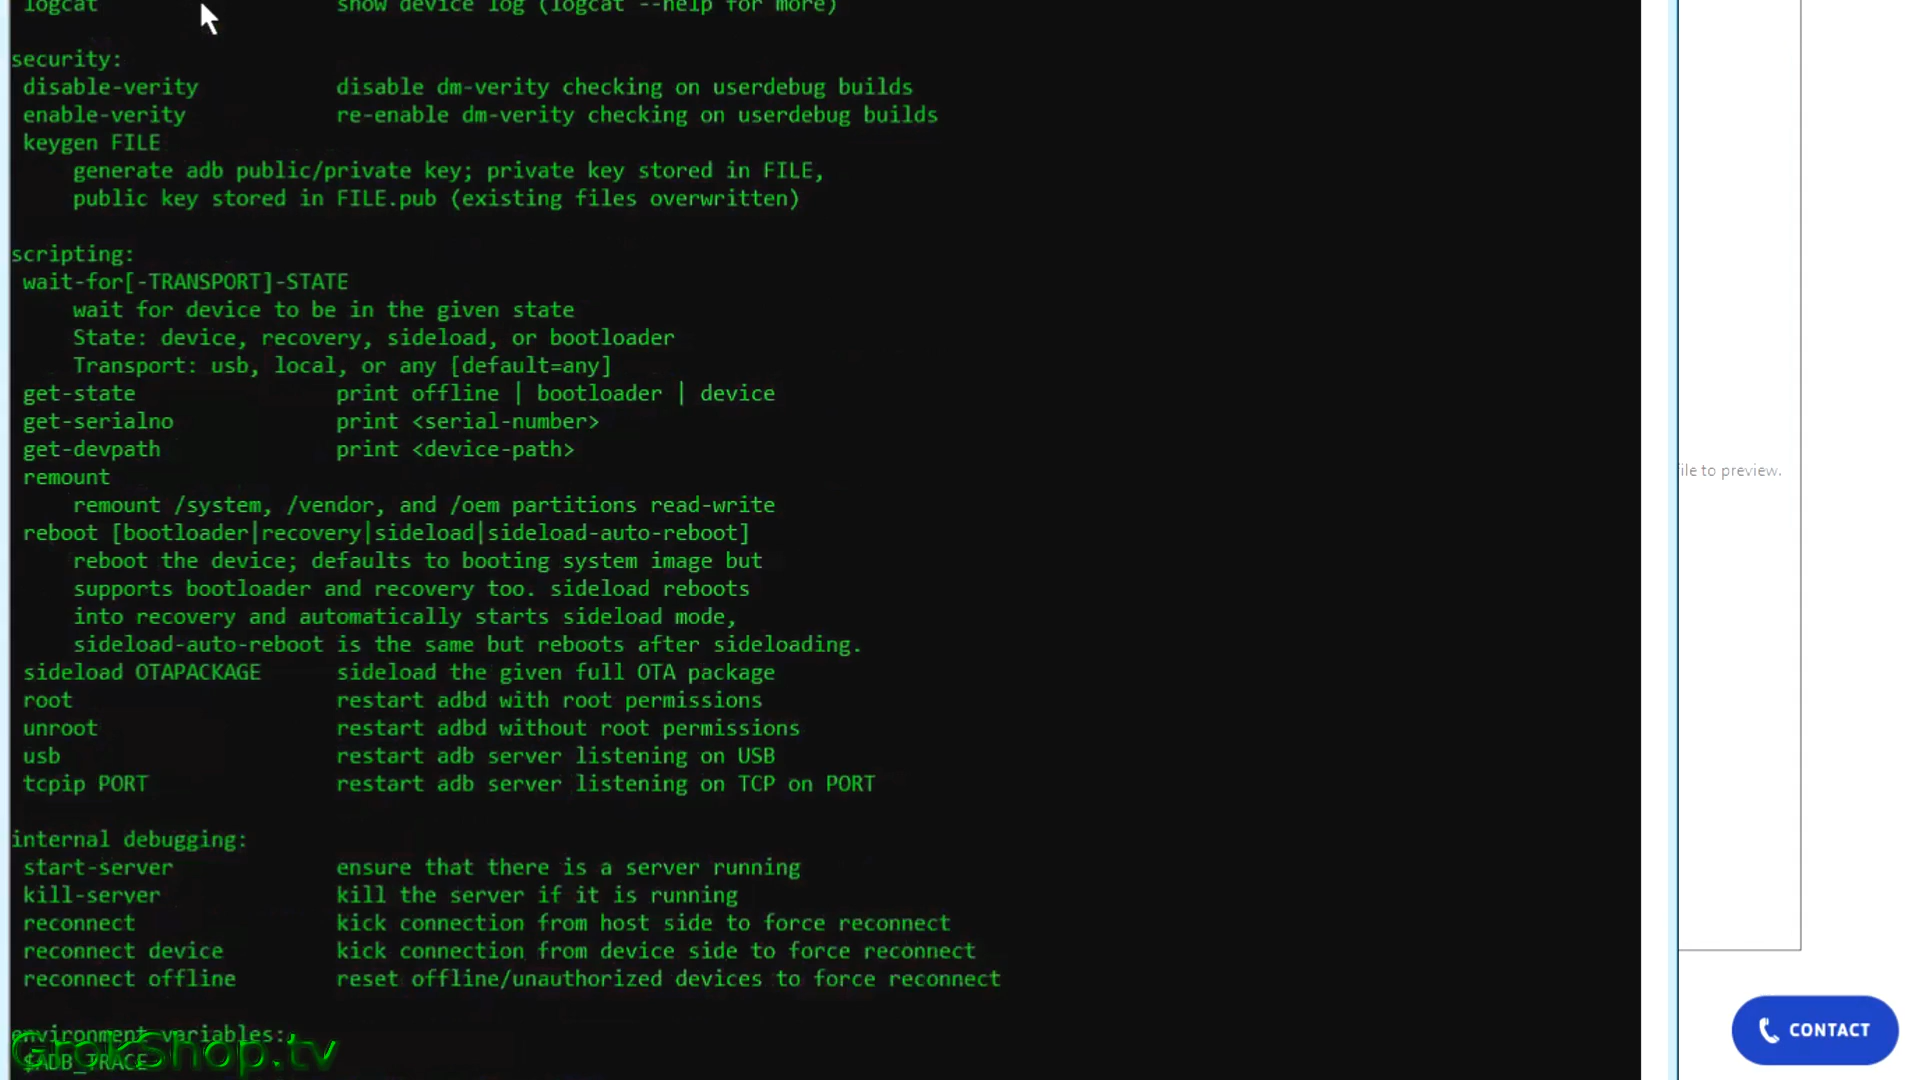 logcat show device log (logcat --help for more)
security:
disable-verity disable dm-verity checking on userdebug builds
enable-verity re-enable dm-verity checking on userdebug builds
keygen FILE
generate adb public/private key; private key stored in FILE,
public key stored in FILE.pub (existing files overwritten)
scripting:
wait-for[-TRANSPORT]-STATE
wait for device to be in the given state
State: device, recovery, sideload, or bootloader
Transport: usb, local, or any [default=any]
get-state print offline | bootloader | device
get-serialno print <serial-number>
get-devpath print <device-path>
remount
remount /system, /vendor, and /oem partitions read-write
reboot [bootloader|recovery|sideload|sideload-auto-reboot]
reboot the device; defaults to booting system image but
supports bootloader and recovery too. sideload reboots
into recovery and automatically starts sideload mode,
sideload-auto-reboot is the same but reboots after sideloading.
sideload OTAPACKAGE sideload the given full OTA package
root restart adbd with root permissions
unroot restart adbd without root permissions
usb restart adb server listening on USB
tcpip PORT restart adb server listening on TCP on PORT
internal debugging:
start-server ensure that there is a server running
kill-server kill the server if it is running
reconnect kick connection from host side to force reconnect
reconnect device kick connection from device side to force reconnect
reconnect offline reset offline/unauthorized devices to force reconnect
environment variables:
$ADB_TRACE
GrokShop.tv
ile to preview.
CONTACT